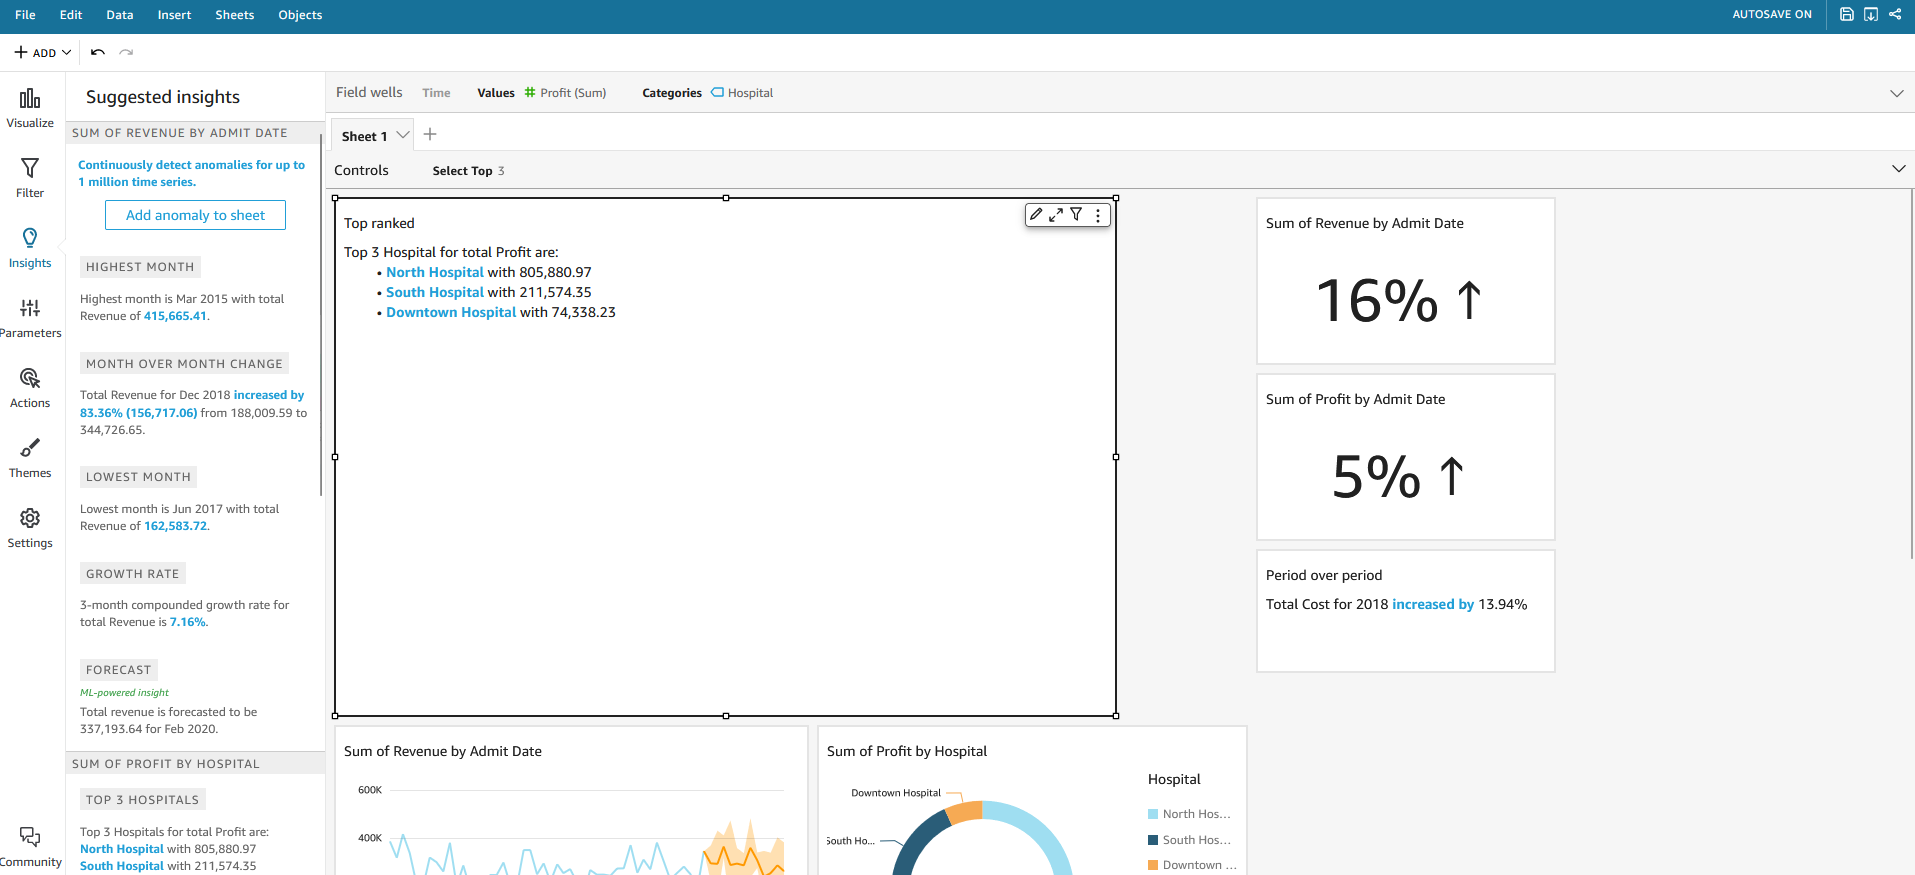 File Edit Data Insert Sheets Objects AUTOSAVE ON
ADD
Visualize
Filter
Insights
Parameters
Actions
Themes
Settings
Community
Suggested insights
SUM OF REVENUE BY ADMIT DATE
Continuously detect anomalies for up to
1 million time series.
Add anomaly to sheet
HIGHEST MONTH
Highest month is Mar 2015 with total
Revenue of 415,665.41.
MONTH OVER MONTH CHANGE
Total Revenue for Dec 2018 increased by
83.36% (156,717.06) from 188,009.59 to
344,726.65.
LOWEST MONTH
Lowest month is Jun 2017 with total
Revenue of 162,583.72.
GROWTH RATE
3-month compounded growth rate for
total Revenue is 7.16%.
FORECAST
ML-powered insight
Total revenue is forecasted to be
337,193.64 for Feb 2020.
SUM OF PROFIT BY HOSPITAL
TOP 3 HOSPITALS
Top 3 Hospitals for total Profit are:
North Hospital with 805,880.97
South Hospital with 211,574.35
Field wells Time Values Profit (Sum) Categories Hospital
Sheet 1
Controls Select Top 3
Top ranked
Top 3 Hospital for total Profit are:
• North Hospital with 805,880.97
• South Hospital with 211,574.35
• Downtown Hospital with 74,338.23
Sum of Revenue by Admit Date
16% ↑
Sum of Profit by Admit Date
5% ↑
Period over period
Total Cost for 2018 increased by 13.94%
Sum of Revenue by Admit Date
600K
400K
Sum of Profit by Hospital
Downtown Hospital
South Ho...
Hospital
North Hos...
South Hos...
Downtown ...